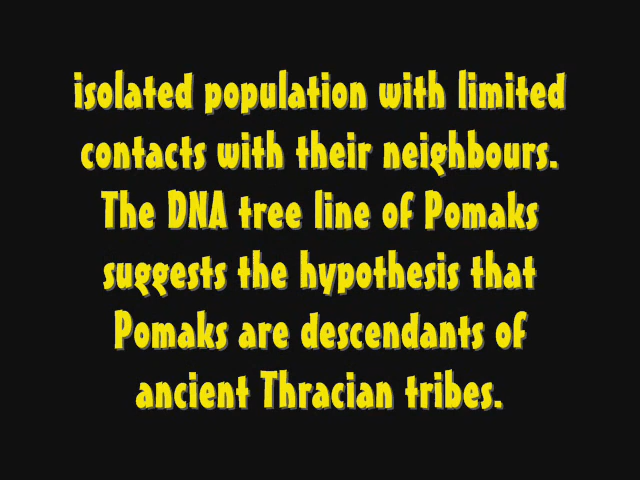 isolated population with limited
contacts with their neighbours.
The DNA tree line of Pomaks
suggests the hypothesis that
Pomaks are descendants of
ancient Thracian tribes.